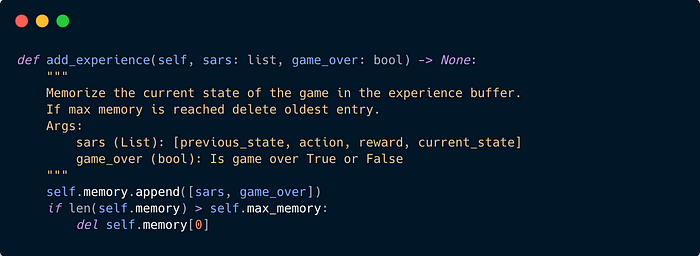 def add_experience(self, sars: list, game_over: bool) -> None:
    """
    Memorize the current state of the game in the experience buffer.
    If max memory is reached delete oldest entry.
    Args:
        sars (List): [previous_state, action, reward, current_state]
        game_over (bool): Is game over True or False
    """
    self.memory.append([sars, game_over])
    if len(self.memory) > self.max_memory:
        del self.memory[0]